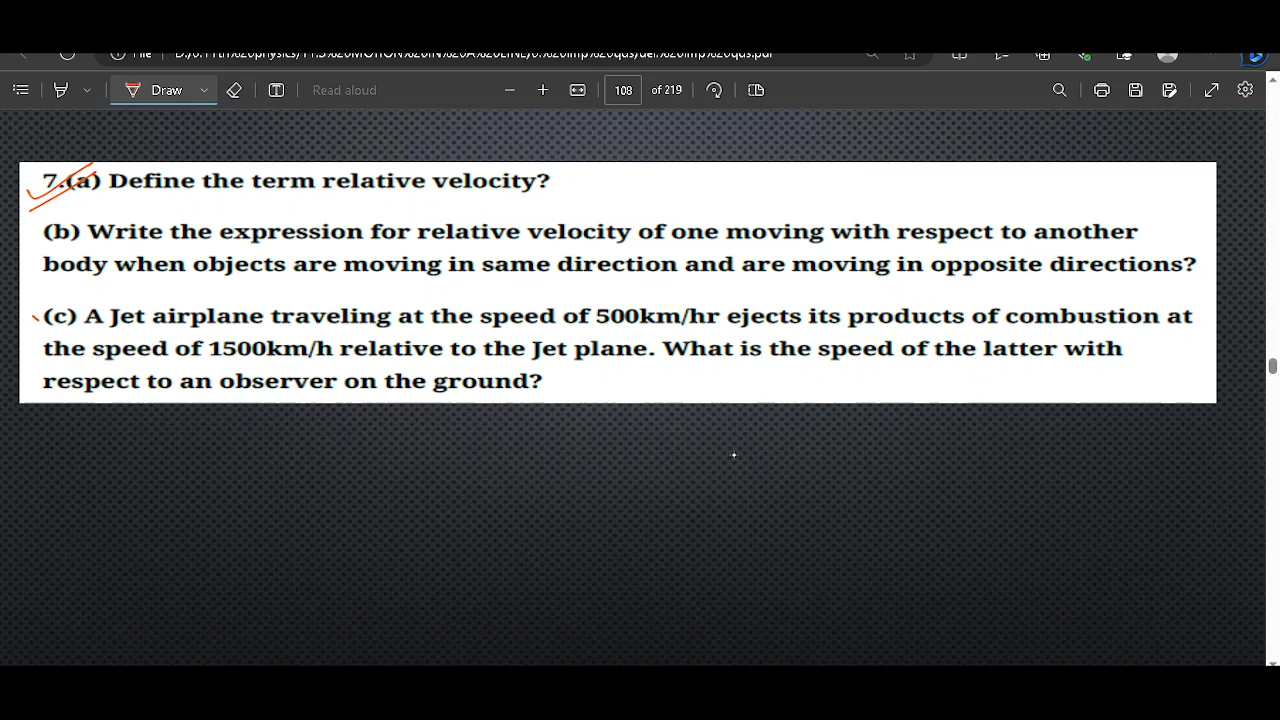 File
Draw
Read aloud
108
of 219
7.(a) Define the term relative velocity?
(b) Write the expression for relative velocity of one moving with respect to another
body when objects are moving in same direction and are moving in opposite directions?
(c) A Jet airplane traveling at the speed of 500km/hr ejects its products of combustion at
the speed of 1500km/h relative to the Jet plane. What is the speed of the latter with
respect to an observer on the ground?